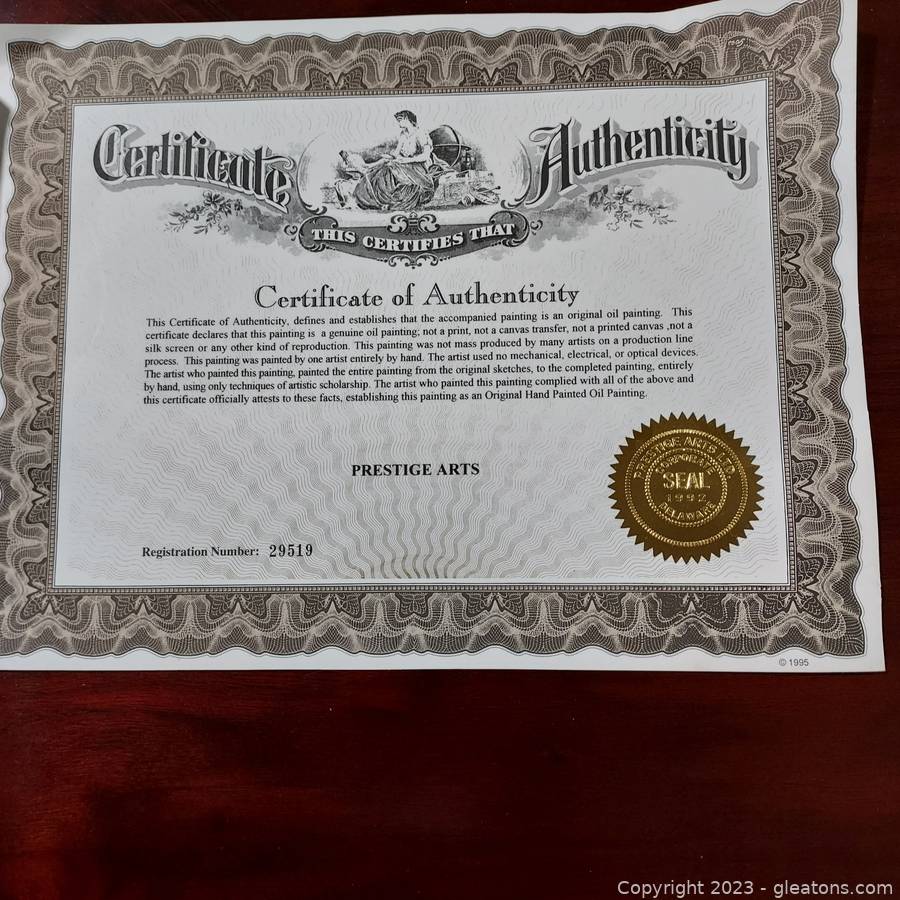 Certificate Authenticity
THIS CERTIFIES THAT
Certificate of Authenticity
This Certificate of Authenticity, defines and establishes that the accompanied painting is an original oil painting. This
certificate declares that this painting is a genuine oil painting; not a print, not a canvas transfer, not a printed canvas ,not a
silk screen or any other kind of reproduction. This painting was not mass produced by many artists on a production line
process. This painting was painted by one artist entirely by hand. The artist used no mechanical, electrical, or optical devices.
The artist who painted this painting, painted the entire painting from the original sketches, to the completed painting, entirely
by hand, using only techniques of artistic scholarship. The artist who painted this painting complied with all of the above and
this certificate officially attests to these facts, establishing this painting as an Original Hand Painted Oil Painting.
PRESTIGE ARTS
PRESTIGE ARTS LTD.
CORPORATE
SEAL
1992
DELAWARE
Registration Number: 29519
© 1995
Copyright 2023 - gleatons.com